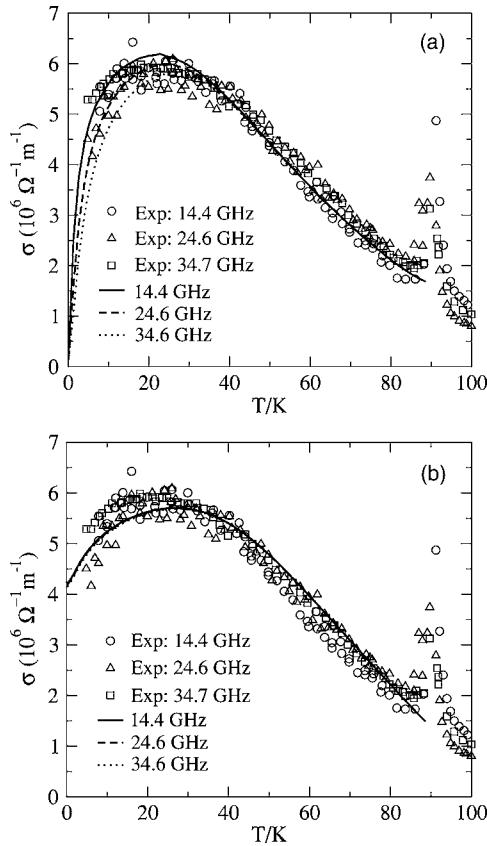 (a)
7
6
5
4
3
2
1
0
σ (10⁶ Ω⁻¹m⁻¹)
Exp: 14.4 GHz
Exp: 24.6 GHz
Exp: 34.7 GHz
14.4 GHz
24.6 GHz
34.6 GHz
0 20 40 60 80 100
T/K
(b)
7
6
5
4
3
2
1
0
σ (10⁶ Ω⁻¹m⁻¹)
Exp: 14.4 GHz
Exp: 24.6 GHz
Exp: 34.7 GHz
14.4 GHz
24.6 GHz
34.6 GHz
0 20 40 60 80 100
T/K